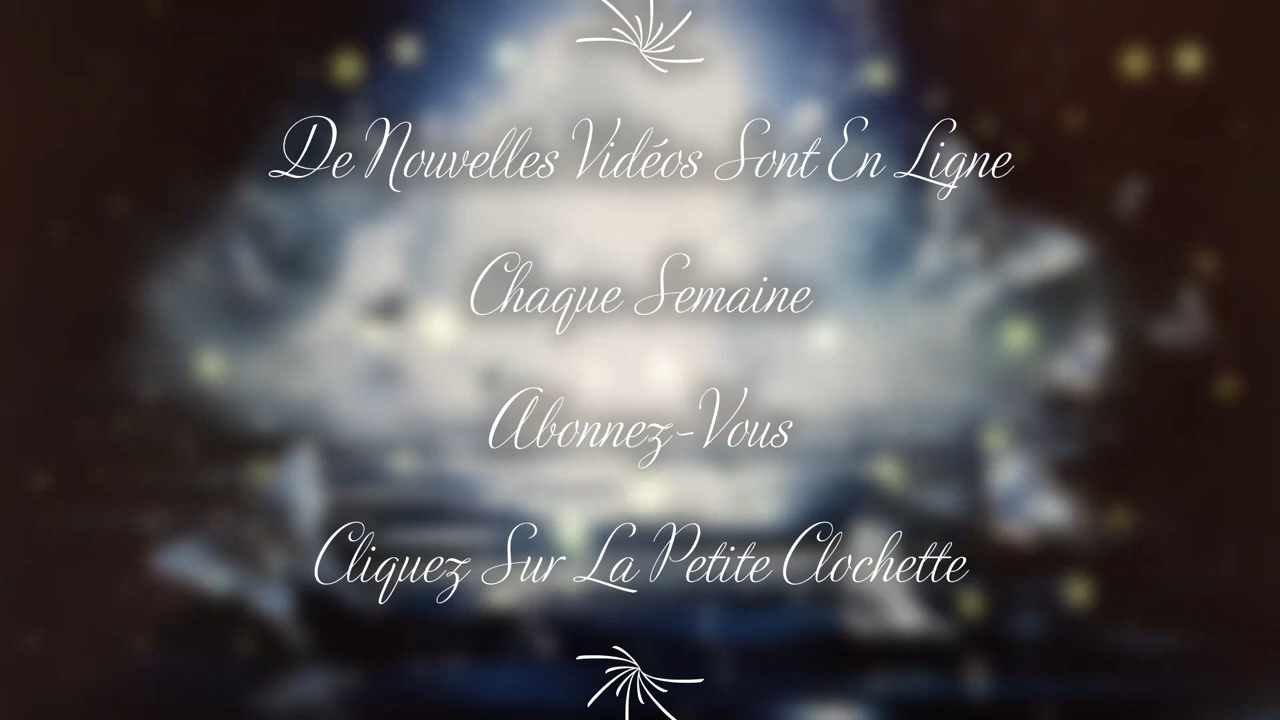 De Nouvelles Vidéos Sont En Ligne
Chaque Semaine
Abonnez-Vous
Cliquez Sur La Petite Clochette